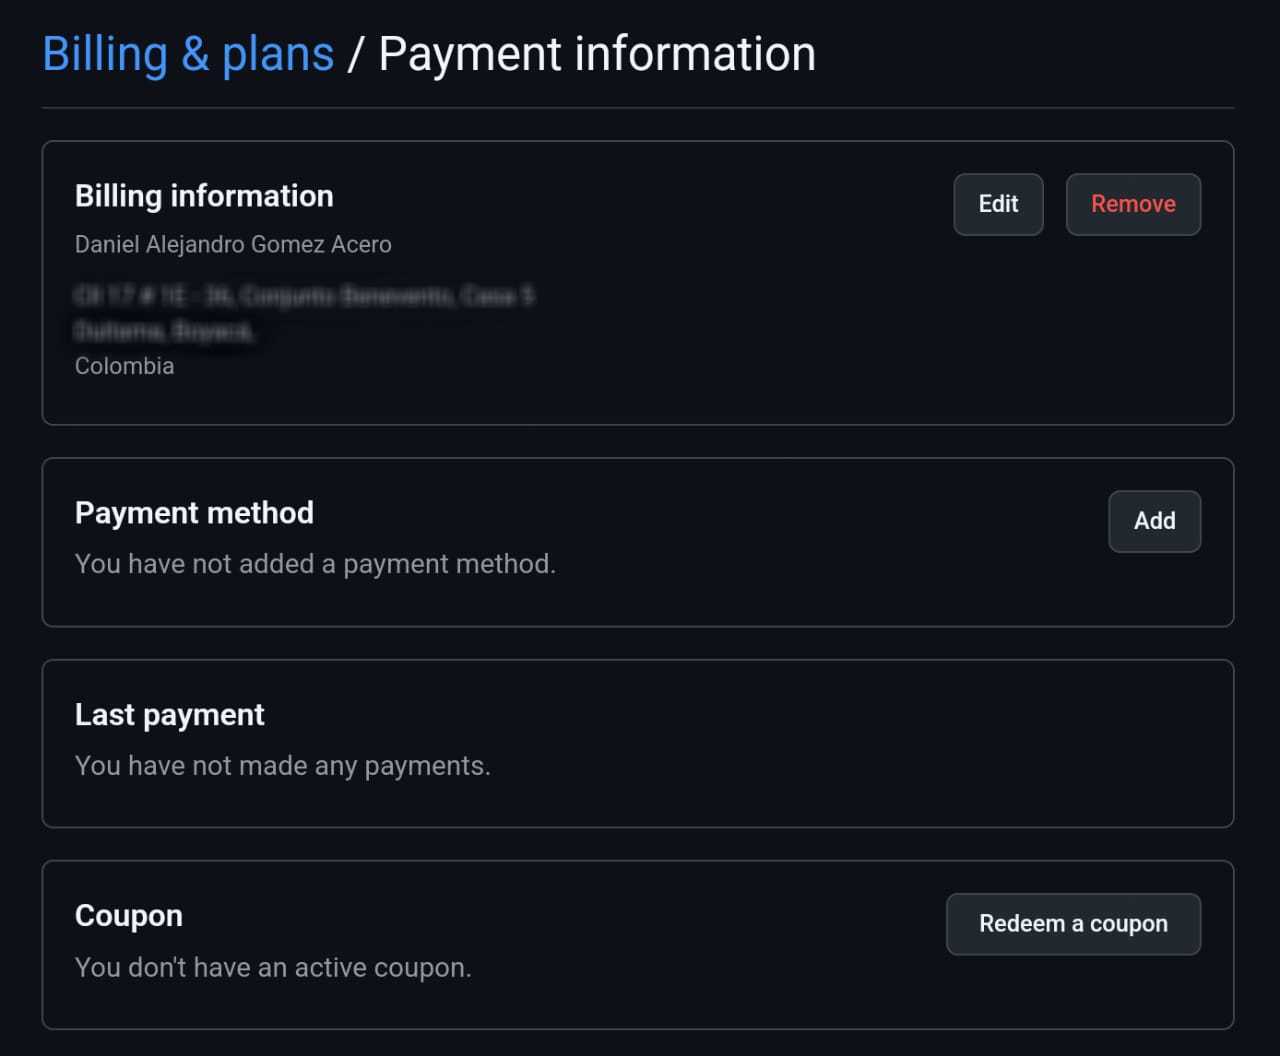 Billing & plans / Payment information
Billing information
Edit
Remove
Daniel Alejandro Gomez Acero
Colombia
Payment method
Add
You have not added a payment method.
Last payment
You have not made any payments.
Coupon
Redeem a coupon
You don't have an active coupon.